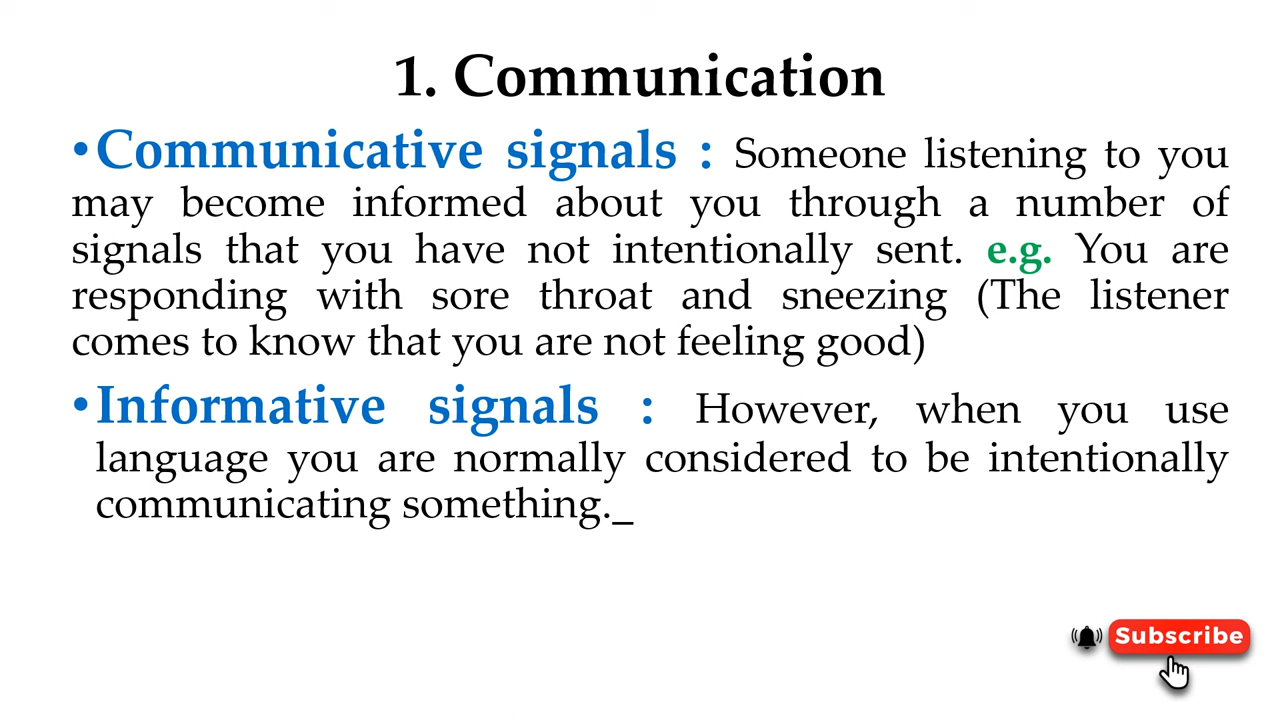 1. Communication
•Communicative signals : Someone listening to you
may become informed about you through a number of
signals that you have not intentionally sent. e.g. You are
responding with sore throat and sneezing (The listener
comes to know that you are not feeling good)
•Informative signals : However, when you use
language you are normally considered to be intentionally
communicating something._
Subscribe